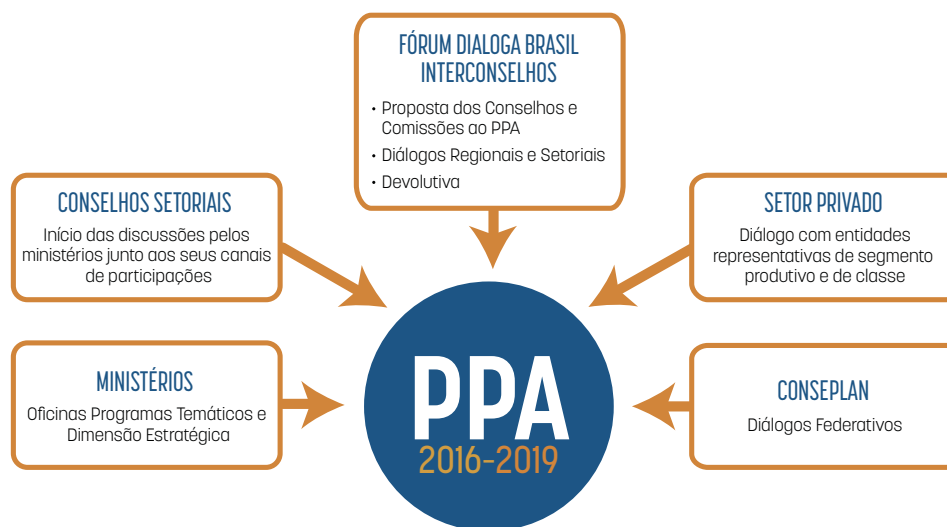 FÓRUM DIALOGA BRASIL
INTERCONSELHOS
• Proposta dos Conselhos e
Comissões ao PPA
• Diálogos Regionais e Setoriais
• Devolutiva
CONSELHOS SETORIAIS
Início das discussões pelos
ministérios junto aos seus canais
de participações
SETOR PRIVADO
Diálogo com entidades
representativas de segmento
produtivo e de classe
MINISTÉRIOS
Oficinas Programas Temáticos e
Dimensão Estratégica
PPA
2016-2019
CONSEPLAN
Diálogos Federativos